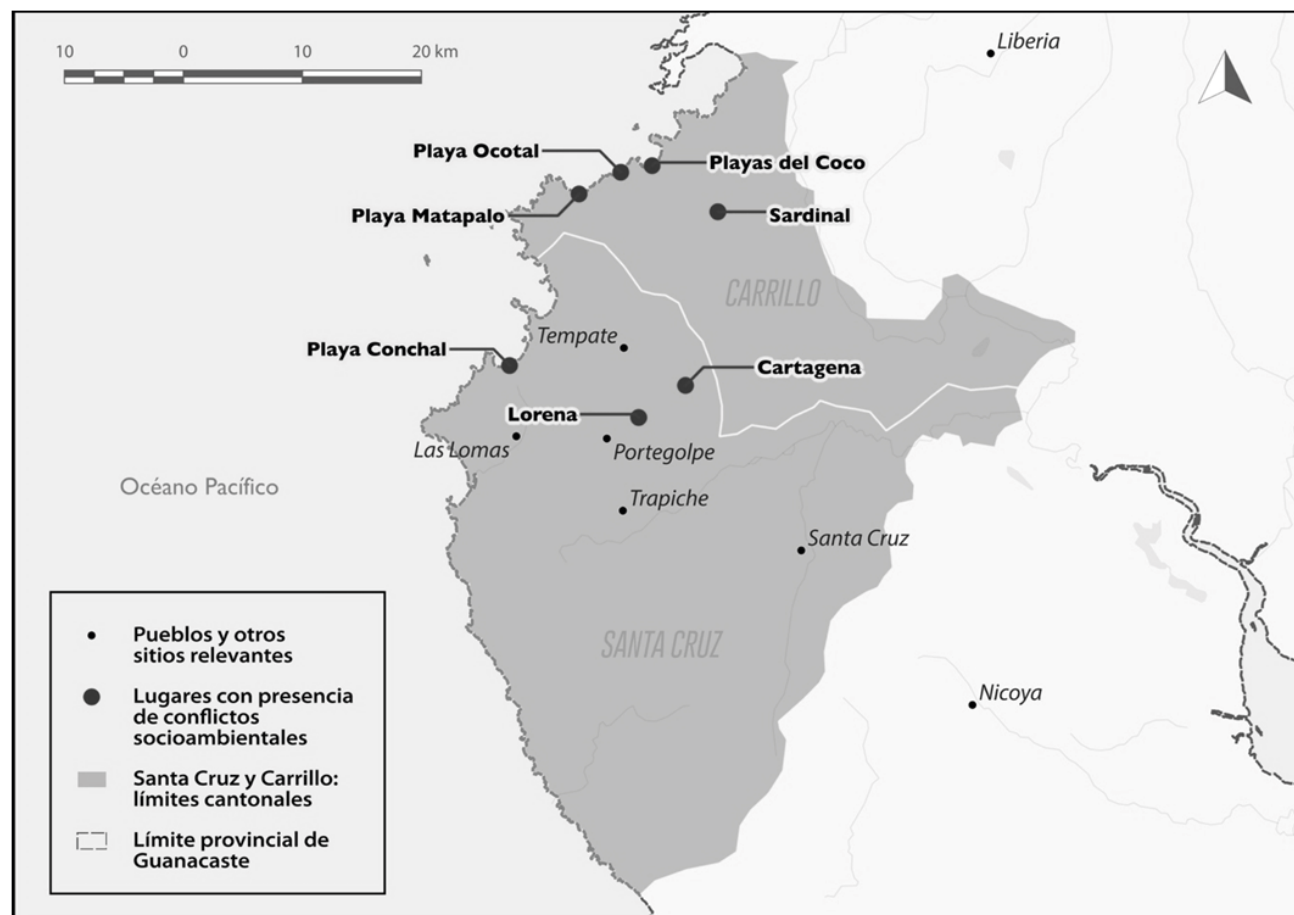 10 0 10 20 km
Liberia
Playa Ocotal
Playas del Coco
Playa Matapalo
Sardinal
CARRILLO
Tempate
Playa Conchal
Cartagena
Lorena
Las Lomas
Portegolpe
Océano Pacífico
Trapiche
Santa Cruz
SANTA CRUZ
Nicoya
Pueblos y otros
sitios relevantes
Lugares con presencia
de conflictos
socioambientales
Santa Cruz y Carrillo:
límites cantonales
Límite provincial de
Guanacaste